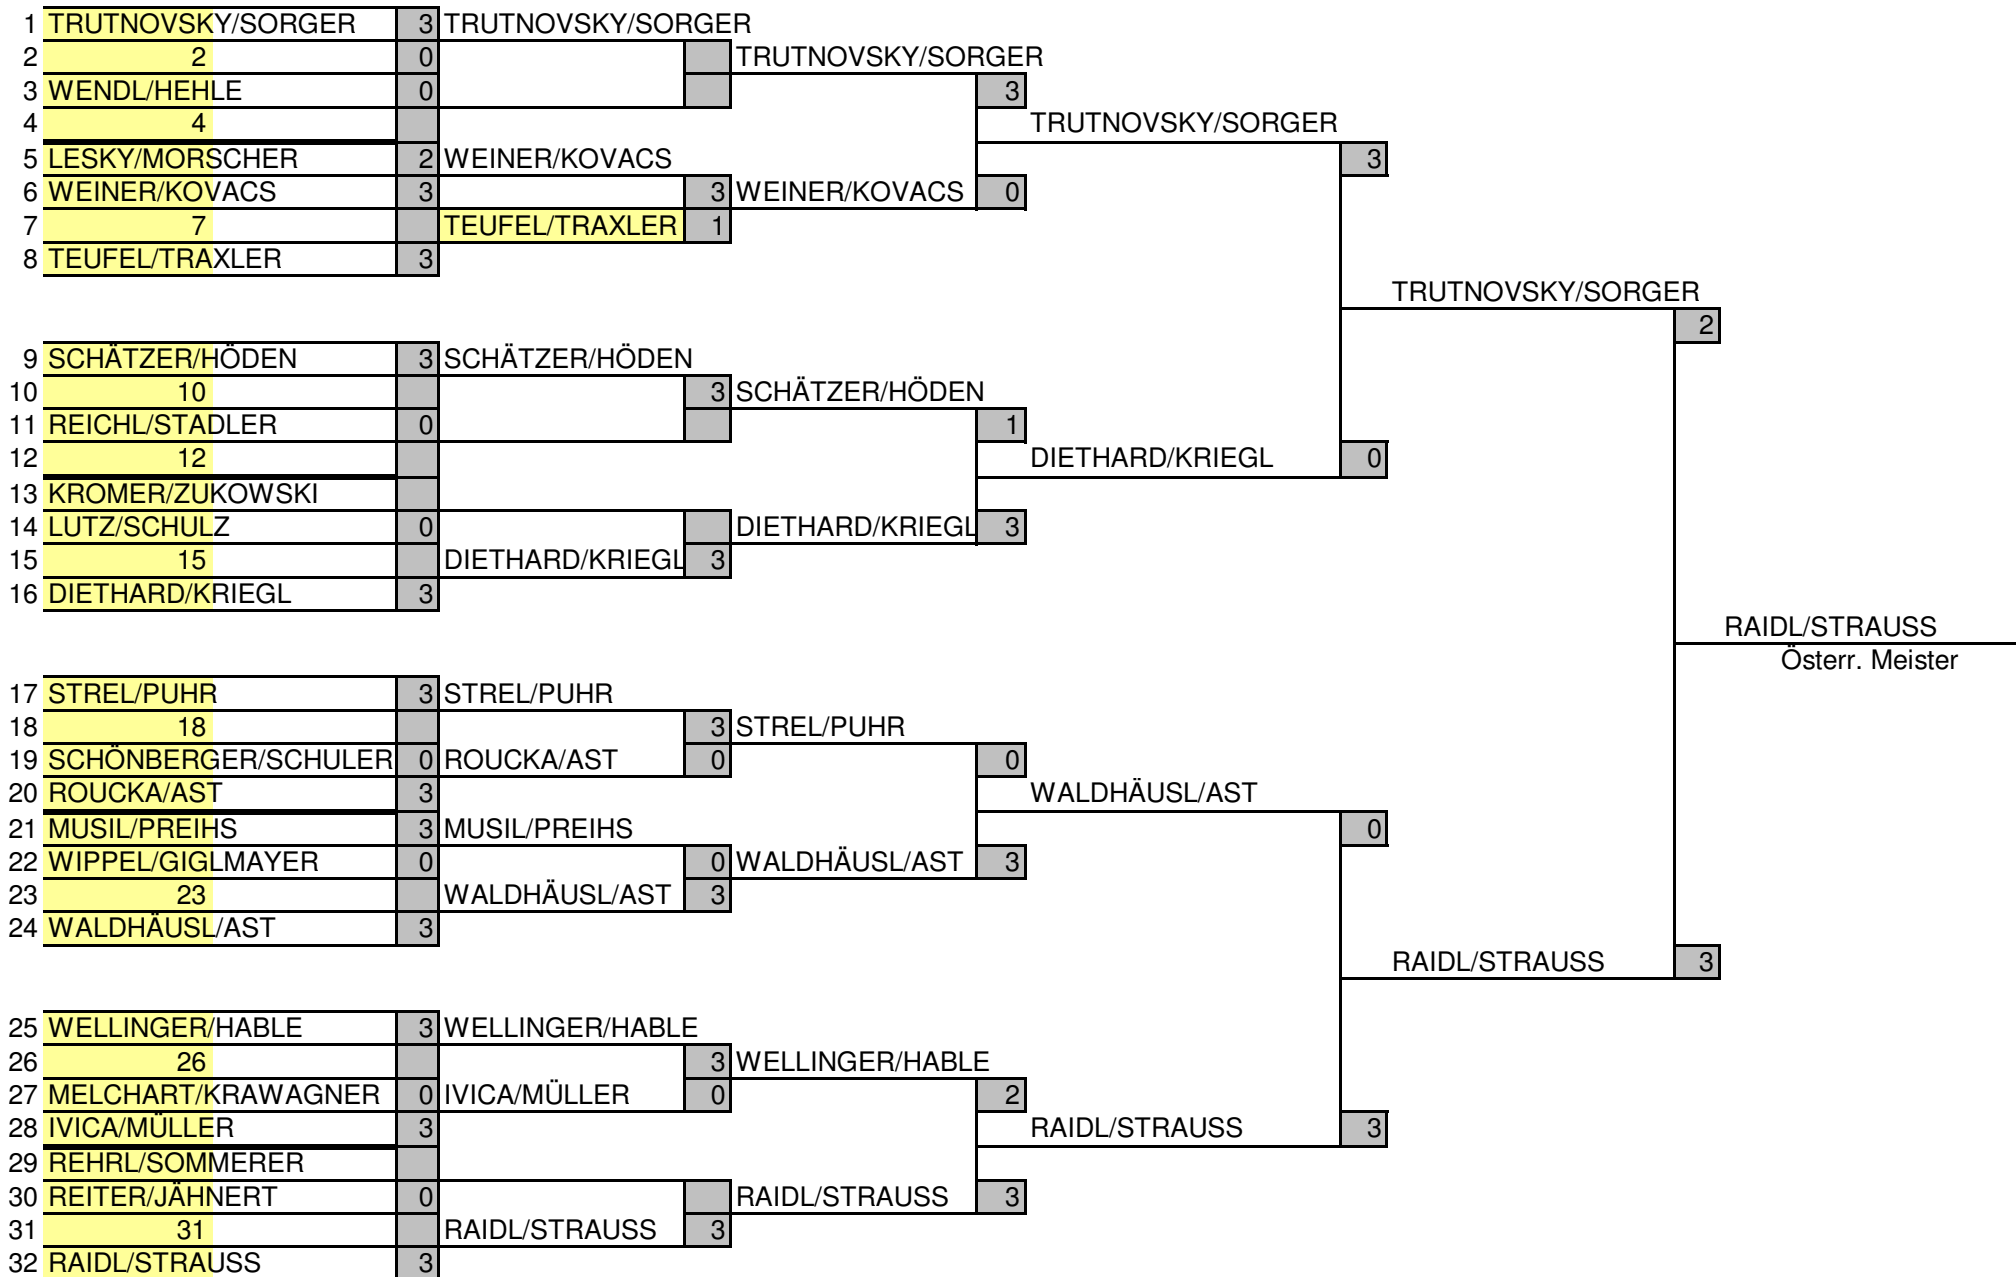 1 TRUTNOVSKY/SORGER 3 TRUTNOVSKY/SORGER
2 2 0 TRUTNOVSKY/SORGER
3 WENDL/HEHLE 0 3
4 4 TRUTNOVSKY/SORGER
5 LESKY/MORSCHER 2 WEINER/KOVACS 3
6 WEINER/KOVACS 3 3 WEINER/KOVACS 0
7 7 TEUFEL/TRAXLER 1
8 TEUFEL/TRAXLER 3
TRUTNOVSKY/SORGER
2
9 SCHÄTZER/HÖDEN 3 SCHÄTZER/HÖDEN
10 10 3 SCHÄTZER/HÖDEN
11 REICHL/STADLER 0 1
12 12 DIETHARD/KRIEGL 0
13 KROMER/ZUKOWSKI
14 LUTZ/SCHULZ 0 DIETHARD/KRIEGL 3
15 15 DIETHARD/KRIEGL 3
16 DIETHARD/KRIEGL 3
RAIDL/STRAUSS
Österr. Meister
17 STREL/PUHR 3 STREL/PUHR
18 18 3 STREL/PUHR
19 SCHÖNBERGER/SCHULER 0 ROUCKA/AST 0 0
20 ROUCKA/AST 3 WALDHÄUSL/AST
21 MUSIL/PREIHS 3 MUSIL/PREIHS 0
22 WIPPEL/GIGLMAYER 0 0 WALDHÄUSL/AST 3
23 23 WALDHÄUSL/AST 3
24 WALDHÄUSL/AST 3
RAIDL/STRAUSS 3
25 WELLINGER/HABLE 3 WELLINGER/HABLE
26 26 3 WELLINGER/HABLE
27 MELCHART/KRAWAGNER 0 IVICA/MÜLLER 0 2
28 IVICA/MÜLLER 3 RAIDL/STRAUSS 3
29 REHRL/SOMMERER
30 REITER/JÄHNERT 0 RAIDL/STRAUSS 3
31 31 RAIDL/STRAUSS 3
32 RAIDL/STRAUSS 3